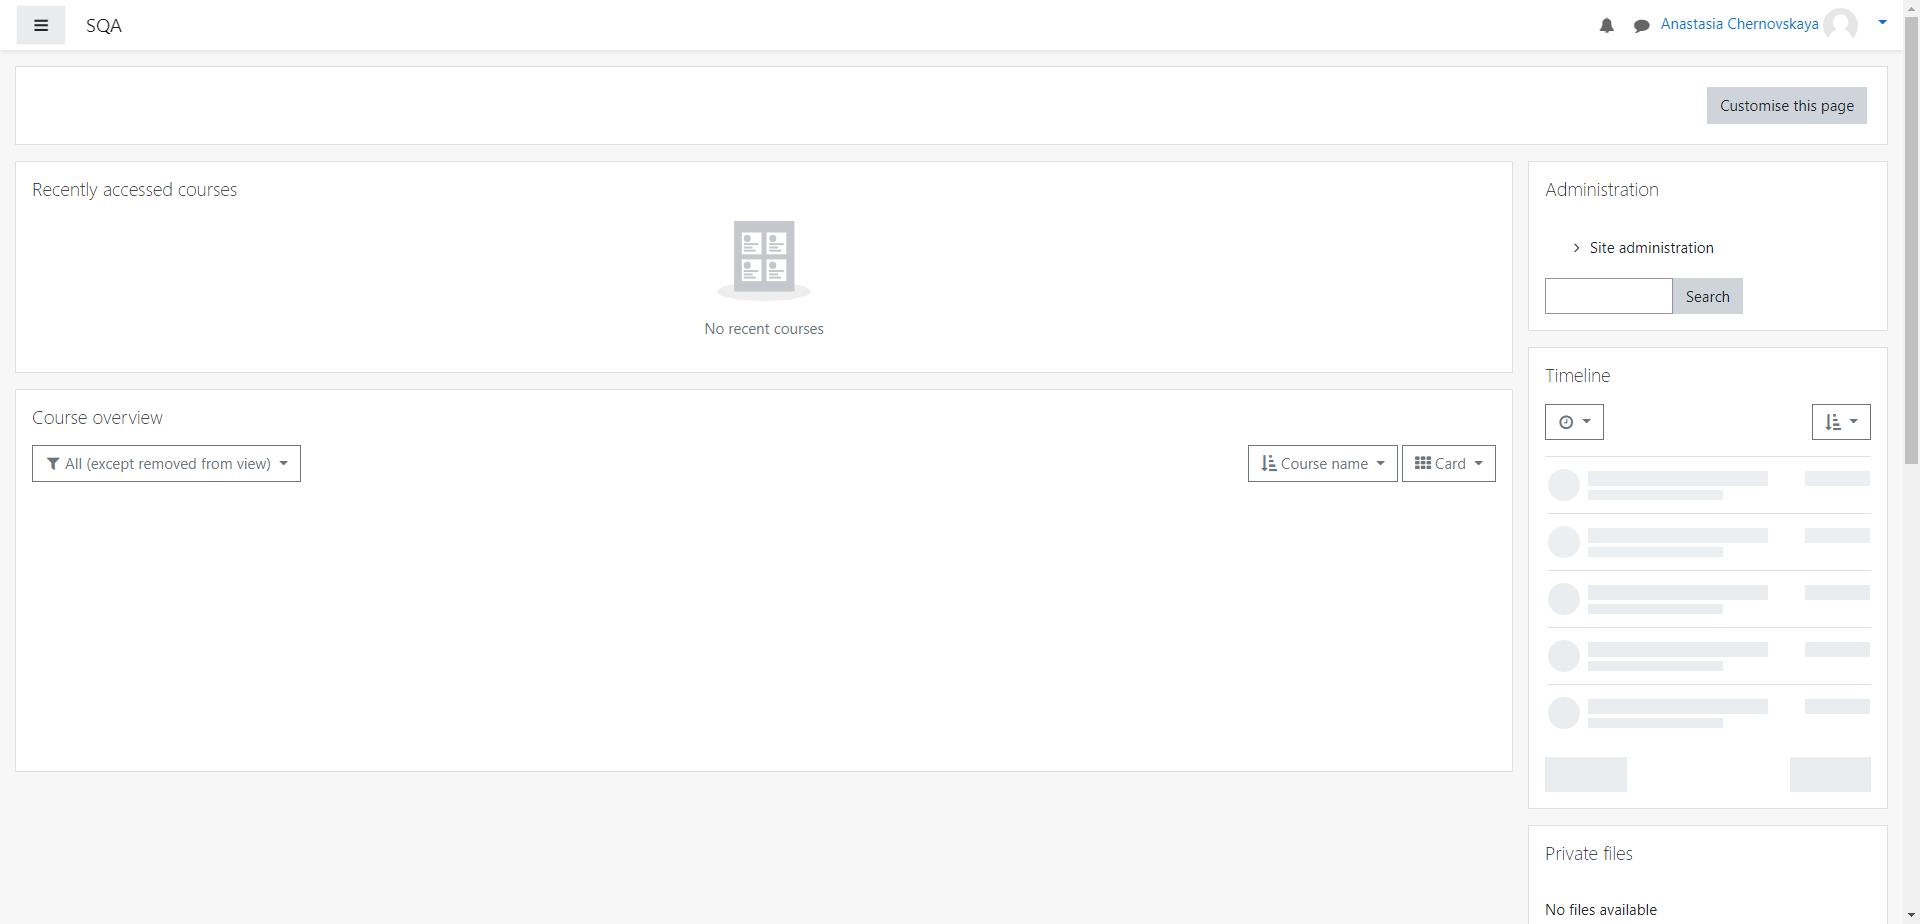 SQA
Anastasia Chernovskaya
Customise this page
Recently accessed courses
No recent courses
Course overview
All (except removed from view)
Course name
Card
Administration
Site administration
Search
Timeline
Private files
No files available